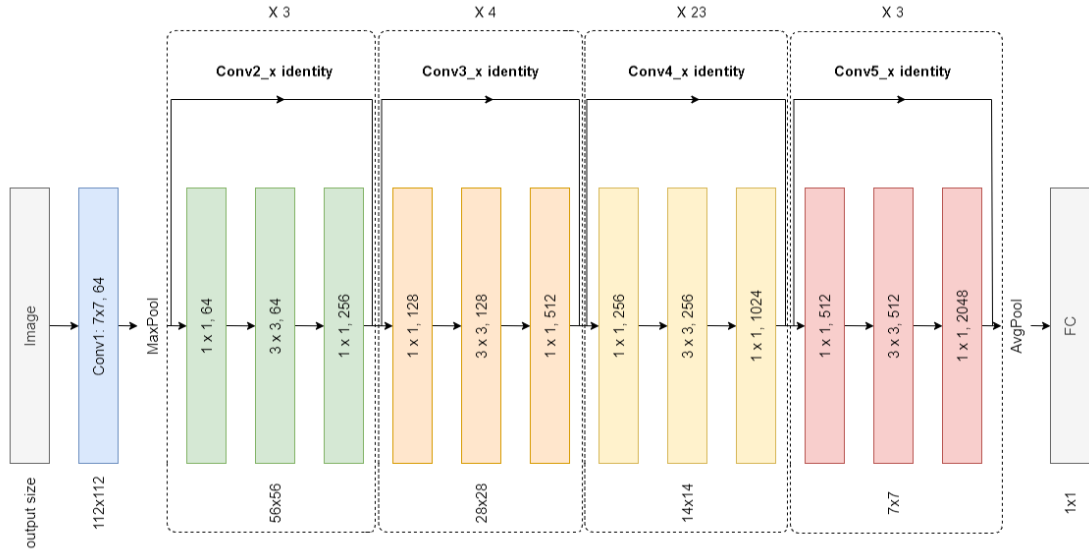 X 3
X 4
X 23
X 3
Conv2_x identity
Conv3_x identity
Conv4_x identity
Conv5_x identity
Image
Conv1: 7x7, 64
MaxPool
1 x 1, 64
3 x 3, 64
1 x 1, 256
1 x 1, 128
3 x 3, 128
1 x 1, 512
1 x 1, 256
3 x 3, 256
1 x 1, 1024
1 x 1, 512
3 x 3, 512
1 x 1, 2048
AvgPool
FC
output size
112x112
56x56
28x28
14x14
7x7
1x1